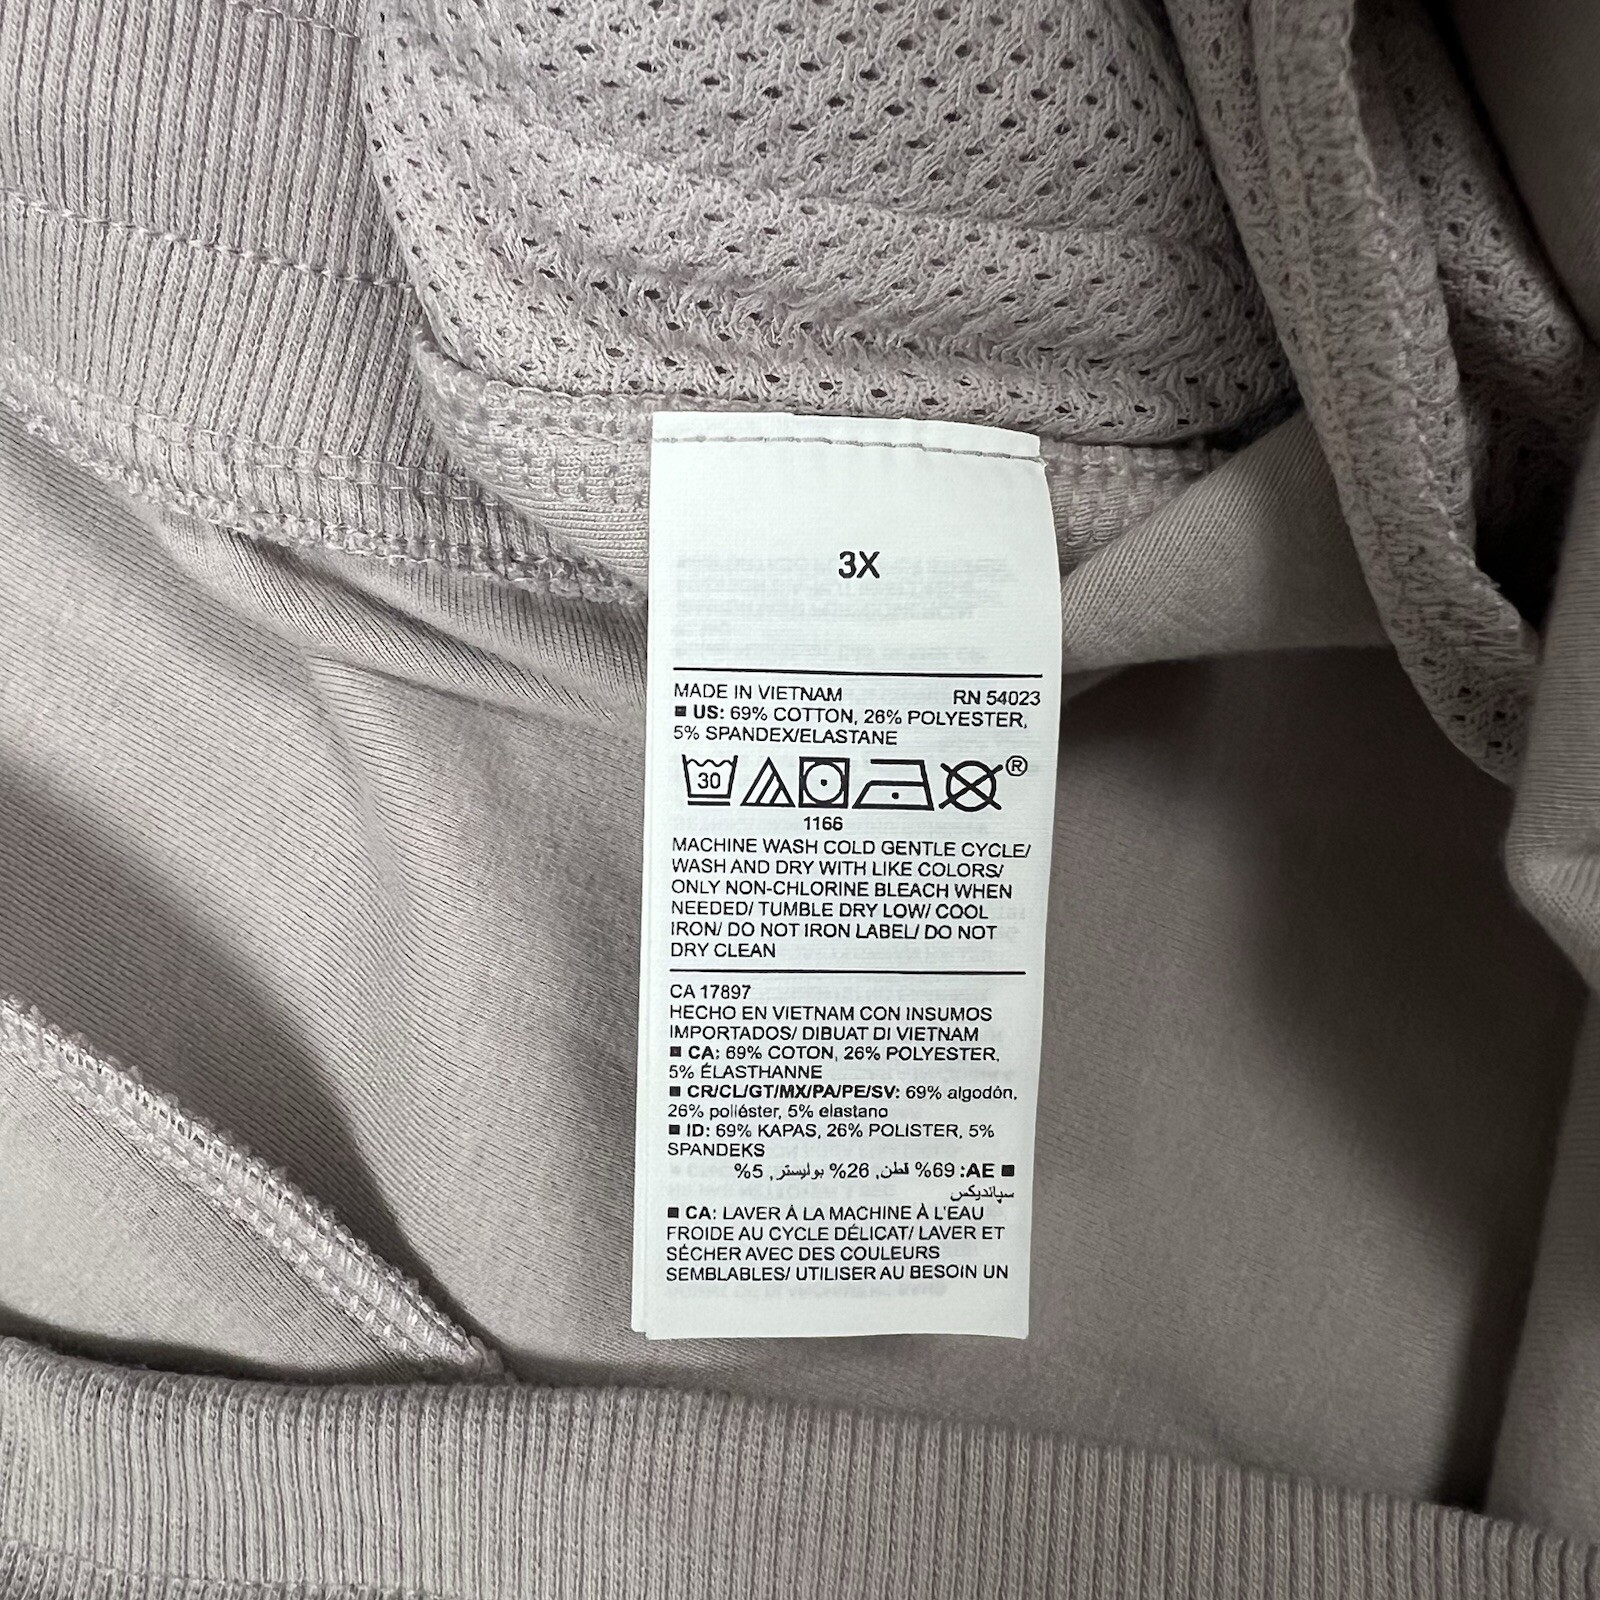 3X
MADE IN VIETNAM RN 54023
■ US: 69% COTTON, 26% POLYESTER,
5% SPANDEX/ELASTANE
30 ®
1166
MACHINE WASH COLD GENTLE CYCLE/
WASH AND DRY WITH LIKE COLORS/
ONLY NON-CHLORINE BLEACH WHEN
NEEDED/ TUMBLE DRY LOW/ COOL
IRON/ DO NOT IRON LABEL/ DO NOT
DRY CLEAN
CA 17897
HECHO EN VIETNAM CON INSUMOS
IMPORTADOS/ DIBUAT DI VIETNAM
■ CA: 69% COTON, 26% POLYESTER,
5% ÉLASTHANNE
■ CR/CL/GT/MX/PA/PE/SV: 69% algodón,
26% poliéster, 5% elastano
■ ID: 69% KAPAS, 26% POLISTER, 5%
SPANDEKS
■ AE: 69% قطن, 26% بوليستر, 5%
سپانديكس
■ CA: LAVER À LA MACHINE À L'EAU
FROIDE AU CYCLE DÉLICAT/ LAVER ET
SÉCHER AVEC DES COULEURS
SEMBLABLES/ UTILISER AU BESOIN UN